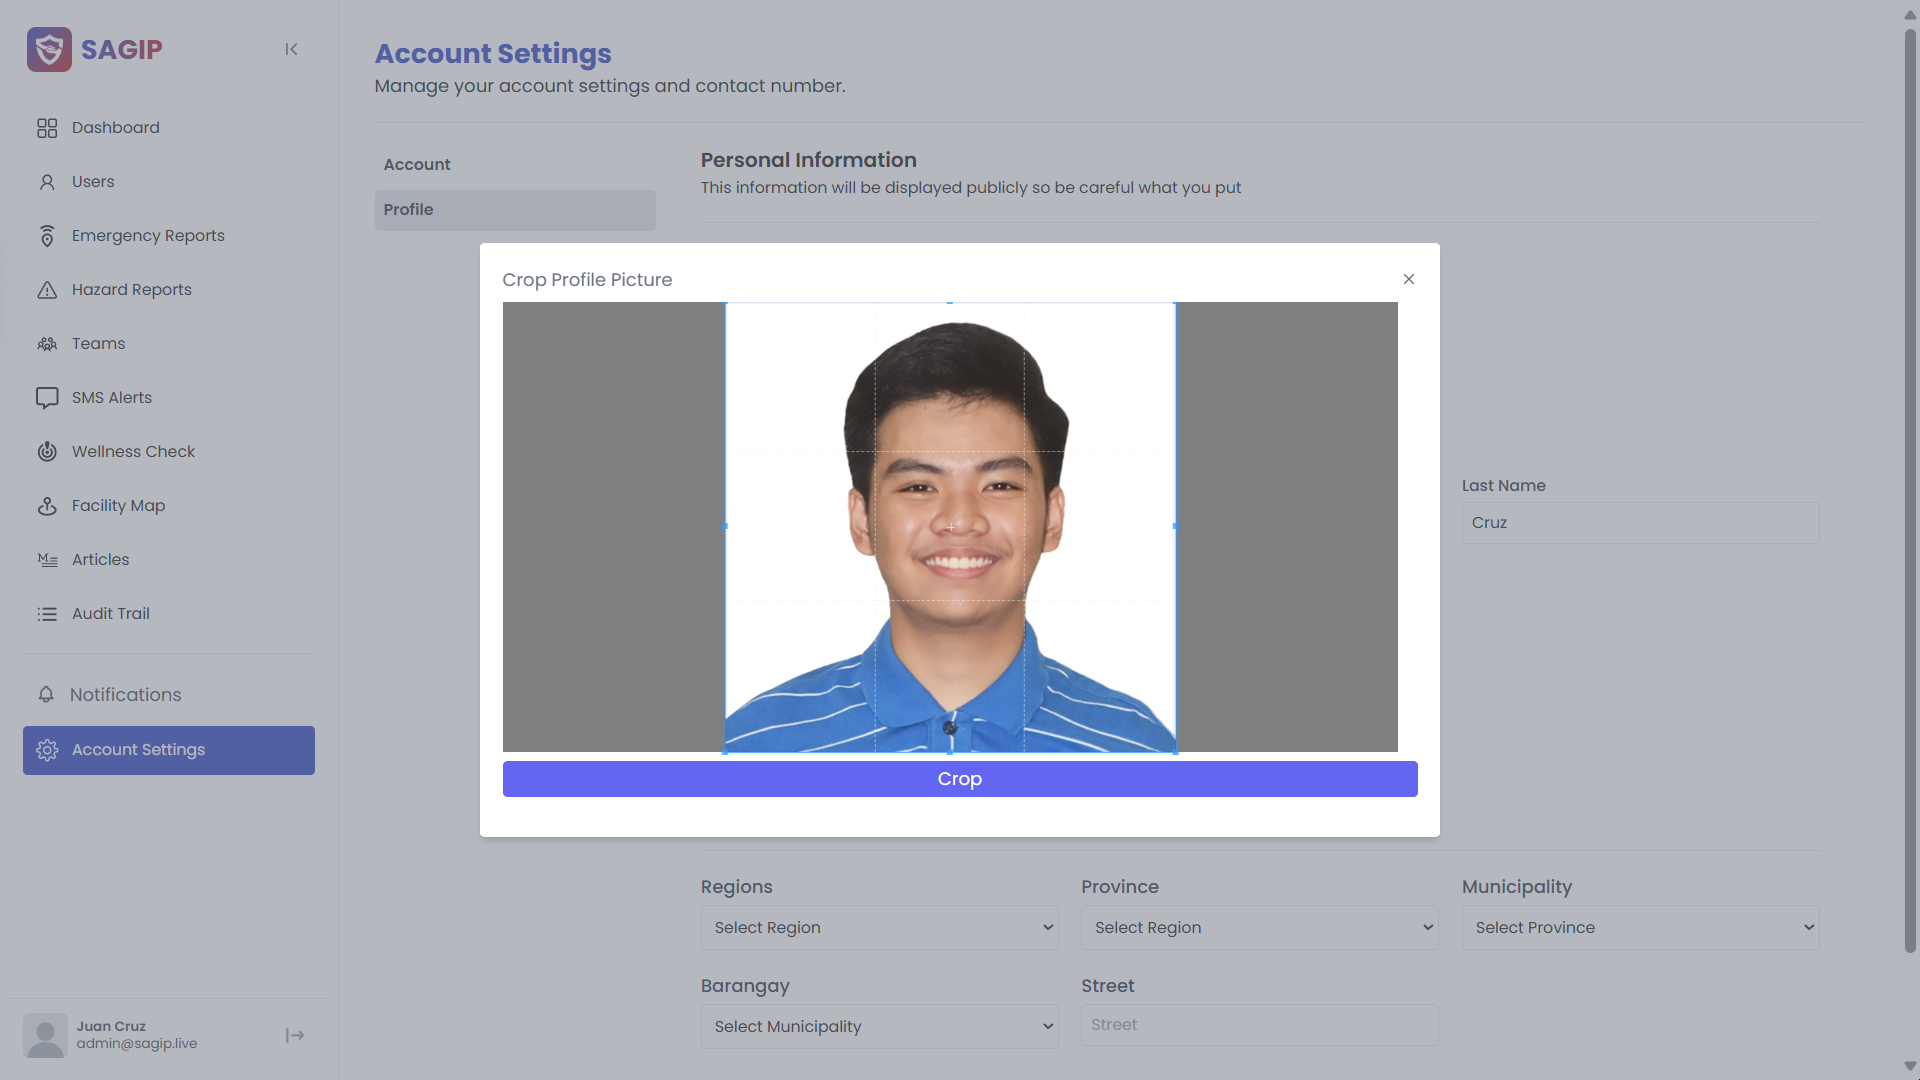 SAGIP
Dashboard
Users
Emergency Reports
Hazard Reports
Teams
SMS Alerts
Wellness Check
Facility Map
Articles
Audit Trail
Notifications
Account Settings
Juan Cruz
admin@sagip.live
Account Settings
Manage your account settings and contact number.
Account
Profile
Personal Information
This information will be displayed publicly so be careful what you put
Crop Profile Picture
Crop
Last Name
Cruz
Regions
Select Region
Province
Select Region
Municipality
Select Province
Barangay
Select Municipality
Street
Street